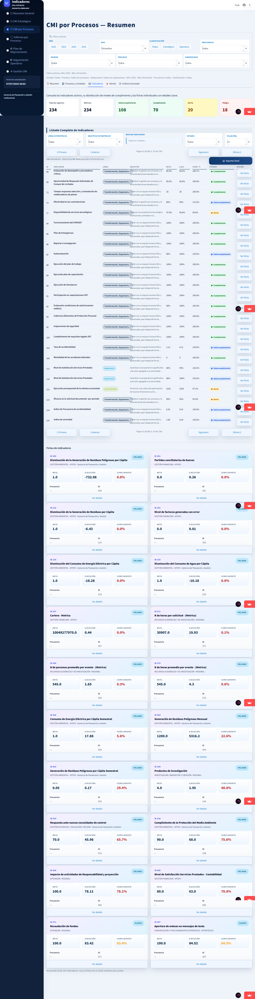 Indicadores
POLITÉCNICO
GRANCOLOMBIANO
Resumen General
CMI Estratégico
CMI por Procesos
Informe por
Procesos
Plan de
Mejoramiento
Seguimiento
Operativo
Gestión OM
Fecha de actualización
07/07/2026 20:03
Gerencia de Planeación y Gestión
Institucional
Fork
CMI por Procesos — Resumen
Filtros activos
AÑO
2022 2023 2024 2025
MES
Diciembre
CLASIFICACIÓN
Todos Estratégico Operativo
FRECUENCIA
Todos
UNIDAD
Todos
PROCESO
Todos
SUBPROCESO
Todos
Filtros activos: Año: 2025 · Mes: Diciembre
Unidad: Todos · Proceso: Todos los procesos · Subproceso: Todos los subprocesos · Año: 2025 · Mes: Diciembre · Frecuencia: Todos · Clasificación: Todos
Resumen Procesos y Unidades Indicadores Alertas Análisis Avanzado
Consulta los indicadores activos, su distribución de niveles de cumplimiento y las fichas individuales con detalles clave.
Total de registros
234
Métricas
234
Sobrecumplimiento
108
Cumplimiento
70
Alerta
20
Peligro
18
Listado Completo de Indicadores
LÍNEA ESTRATÉGICA
Todas
OBJETIVO ESTRATÉGICO
Todos
BUSCAR INDICADOR
Texto en nombre...
ESTADO
Todos
FILAS/PÁG.
25
⟨⟨ Primera ⟨ Anterior Página 1 de 10 (1–25 de 234) Siguiente ⟩ Última ⟩⟩
234 indicadores · Selecciona Ver ficha para abrir la ficha técnica
Exportar Excel
ID INDICADOR LÍNEA OBJETIVO META EJEC. CUMP. % ESTADO ACCIÓN
68 Evaluación de desempeño a proveedores críticos Transformación_Organizacio... Fortalecer la gestión por procesos y la toma de decisiones basada en el… 85.0% 85.6% 100.7% Cumplimiento Ver ficha
69 Oportunidad de Respuesta Solicitudes de Compra No Licitadas Transformación_Organizacio... Fortalecer la gestión por procesos y la toma de decisiones basada en el… 90.0% 90.8% 100.9% Cumplimiento Ver ficha
73 Tiempo respuesta selección y contratación de colaboradores de planta Transformación_Organizacio... Contar con un equipo humano feliz y apasionado, que trabaja de forma… 20 20 100.0% Cumplimiento Ver ficha
74 Efectividad en las contrataciones Transformación_Organizacio... Fortalecer la gestión por procesos y la toma de decisiones basada en el… 80% 90% 112.9% Sobrecumplimiento Ver ficha
77 Disponibilidad de servicios tecnológicos Transformación_Organizacio... Asegurar una arquitectura tecnológica institucional, centrada en la… 97.0% 96.8% 99.8% Alerta Ver ficha
84 Funcionamiento del COPASST Transformación_Organizacio... Contar con un equipo humano feliz y apasionado, que trabaja de forma… 100% 100% 100.0% Cumplimiento Ver ficha
85 Plan de Emergencias Transformación_Organizacio... Contar con un equipo humano feliz y apasionado, que trabaja de forma… 100% 100% 100.0% Cumplimiento Ver ficha
86 Reporte e investigación Transformación_Organizacio... Contar con un equipo humano feliz y apasionado, que trabaja de forma… 100% 100% 100.0% Cumplimiento Ver ficha
87 Autoevaluación Transformación_Organizacio... Contar con un equipo humano feliz y apasionado, que trabaja de forma… 80% 100% 125.0% Sobrecumplimiento Ver ficha
88 Ejecución del plan de trabajo Transformación_Organizacio... Contar con un equipo humano feliz y apasionado, que trabaja de forma… 100% 100% 100.0% Cumplimiento Ver ficha
89 Ejecución plan de capacitación Transformación_Organizacio... Contar con un equipo humano feliz y apasionado, que trabaja de forma… 100% 100% 100.0% Cumplimiento Ver ficha
90 Ejecución de Simulacros Transformación_Organizacio... Contar con un equipo humano feliz y apasionado, que trabaja de forma… 100% 100% 100.0% Cumplimiento Ver ficha
91 Participación en capacitaciones SST Transformación_Organizacio... Contar con un equipo humano feliz y apasionado, que trabaja de forma… 100% 100% 100.0% Cumplimiento Ver ficha
92 Evaluación condiciones de salud (examen médico) Transformación_Organizacio... Contar con un equipo humano feliz y apasionado, que trabaja de forma… 98% 100% 102.0% Cumplimiento
94 Cobertura Elementos de Protección Personal Transformación_Organizacio... Contar con un equipo humano feliz y apasionado, que trabaja de forma… 100% 100% 100.0% Cumplimiento Ver ficha
95 Inspecciones de seguridad Transformación_Organizacio... Contar con un equipo humano feliz y apasionado, que trabaja de forma… 100% 100% 100.0% Cumplimiento Ver ficha
100 Cumplimiento de requisitos legales SST Transformación_Organizacio... Contar con un equipo humano feliz y apasionado, que trabaja de forma… 100% 100% 100.0% Cumplimiento Ver ficha
104 Tasa de accidentalidad Transformación_Organizacio... Contar con un equipo humano feliz y apasionado, que trabaja de forma… 2.14 0.21 130.0% Sobrecumplimiento Ver ficha
106 Mortalidad de los accidentes laborales Transformación_Organizacio... Contar con un equipo humano feliz y apasionado, que trabaja de forma… 0 0 100.0% Cumplimiento Ver ficha
111 Nivel de Satisfacción Servicios Prestados Experiencia Garantizar una experiencia significativa y de valor agregado a la comunidad… 80% 95% 118.2% Sobrecumplimiento Ver ficha
116 Nivel de Satisfacción Servicios Prestados Experiencia Garantizar una experiencia significativa y de valor agregado a la comunidad… 80% 100% 125.0% Sobrecumplimiento Ver ficha
121 Ejecución presupuestal de la nómina acumulada Sostenibilidad Promover una cultura de optimización de recursos financieros como… $102 $105 97.2% Alerta Ver ficha
122 Eficacia en la solicitud documental- por periodo Transformación_Organizacio... Fortalecer la gestión por procesos y la toma de decisiones basada en el… 90% 83% 92.0% Alerta Ver ficha
124 Indice de Frecuencia de accidentalidad Transformación_Organizacio... Contar con un equipo humano feliz y apasionado, que trabaja de forma… 0.20 0.01 130.0% Sobrecumplimiento Ver ficha
125 Indice de severidad Transformación_Organizacio... Contar con un equipo humano feliz y apasionado, que trabaja de forma… 1.90 0.04 130.0% Sobrecumplimiento Ver ficha
⟨⟨ Primera ⟨ Anterior Página 1 de 10 (1–25 de 234) Siguiente ⟩ Última ⟩⟩
Fichas de indicadores
ID 435 PELIGRO
Disminución de la Generación de Residuos Peligrosos per Cápita
GESTIÓN AMBIENTAL · APOYO · Gerencia de Planeación y Gestión
META EJECUCIÓN CUMPLIMIENTO
1.0 -732.08 0.0%
Frecuencia ID
— 435
Ver detalle
ID 351 PELIGRO
Partidas conciliatorias de bancos
GESTIÓN FINANCIERA · APOYO ·
META EJECUCIÓN CUMPLIMIENTO
0.0 0.26 0.0%
Frecuencia ID
— 351
Ver detalle
ID 215 PELIGRO
Disminución de la Generación de Residuos per Cápita
GESTIÓN AMBIENTAL · APOYO · Gerencia de Planeación y Gestión
META EJECUCIÓN CUMPLIMIENTO
1.0 -6.43 0.0%
Frecuencia ID
— 215
Ver detalle
ID 352 PELIGRO
Nivel de facturas generadas con error
GESTIÓN FINANCIERA · APOYO ·
META EJECUCIÓN CUMPLIMIENTO
0.0 0.01 0.0%
Frecuencia ID
— 352
Ver detalle
ID 219 PELIGRO
Disminución del Consumo de Energía Eléctrica per Cápita
GESTIÓN AMBIENTAL · APOYO · Gerencia de Planeación y Gestión
META EJECUCIÓN CUMPLIMIENTO
1.0 -18.28 0.0%
Frecuencia ID
— 219
Ver detalle
ID 220 PELIGRO
Disminución del Consumo de Agua per Cápita
GESTIÓN AMBIENTAL · APOYO · Gerencia de Planeación y Gestión
META EJECUCIÓN CUMPLIMIENTO
1.0 -10.18 0.0%
Frecuencia ID
— 220
Ver detalle
ID 357 PELIGRO
Cartera - Metrica
GESTIÓN FINANCIERA · APOYO ·
META EJECUCIÓN CUMPLIMIENTO
10049277970.0 0.44 0.0%
Frecuencia ID
— 357
Ver detalle
ID 271 PELIGRO
N de horas por solicitud - (Metrica)
RECURSOS ACADÉMICOS Y DE INVESTIGACIÓN · MISIONAL ·
META EJECUCIÓN CUMPLIMIENTO
30907.0 19.93 0.1%
Frecuencia ID
— 271
Ver detalle
ID 269 PELIGRO
N de personas promedio por evento - (Metrica)
RECURSOS ACADÉMICOS Y DE INVESTIGACIÓN · MISIONAL ·
META EJECUCIÓN CUMPLIMIENTO
545.0 1.65 0.3%
Frecuencia ID
— 269
Ver detalle
ID 270 PELIGRO
N de horas promedio por evento - (Metrica)
RECURSOS ACADÉMICOS Y DE INVESTIGACIÓN · MISIONAL ·
META EJECUCIÓN CUMPLIMIENTO
545.0 4.3 0.8%
Frecuencia ID
— 270
Ver detalle
ID 428 PELIGRO
Consumo de Energía Eléctrica per Cápita Semestral
GESTIÓN AMBIENTAL · APOYO · Gerencia de Planeación y Gestión
META EJECUCIÓN CUMPLIMIENTO
1.0 17.88 5.6%
Frecuencia ID
— 428
Ver detalle
ID 434 PELIGRO
Generación de Residuos Peligrosos Mensual
GESTIÓN AMBIENTAL · APOYO · Gerencia de Planeación y Gestión
META EJECUCIÓN CUMPLIMIENTO
1200.0 5316.2 22.6%
Frecuencia ID
— 434
Ver detalle
ID 433 PELIGRO
Generación de Residuos Peligrosos per Cápita Semestral
GESTIÓN AMBIENTAL · APOYO · Gerencia de Planeación y Gestión
META EJECUCIÓN CUMPLIMIENTO
0.05 0.17 29.4%
Frecuencia ID
— 433
Ver detalle
ID 144 PELIGRO
Productos de investigación
INVESTIGACIÓN, INNOVACIÓN Y CREACIÓN · MISIONAL ·
META EJECUCIÓN CUMPLIMIENTO
4.0 1.95 48.8%
Frecuencia ID
— 144
Ver detalle
ID 514 PELIGRO
Respuesta ante nuevas necesidades de control
GESTIÓN DE RIESGOS · EVALUACIÓN Y MEJORA · Gerencia de Planeación y Gestión
META EJECUCIÓN CUMPLIMIENTO
70.0 45.96 65.7%
Frecuencia ID
— 514
Ver detalle
ID 238 PELIGRO
Cumplimiento de la Protección del Medio Ambiente
GESTIÓN AMBIENTAL · APOYO · Gerencia de Planeación y Gestión
META EJECUCIÓN CUMPLIMIENTO
90.0 68.0 75.6%
Frecuencia ID
— 238
Ver detalle
ID 364 PELIGRO
Impacto de actividades de Responsabilidad y proyección
EXTENSIÓN · MISIONAL ·
META EJECUCIÓN CUMPLIMIENTO
100.0 78.11 78.1%
Frecuencia ID
— 364
Ver detalle
ID 495 PELIGRO
Nivel de Satisfacción Servicios Prestados - Contabilidad
GESTIÓN FINANCIERA · APOYO ·
META EJECUCIÓN CUMPLIMIENTO
80.0 63.0 78.8%
Frecuencia ID
— 495
Ver detalle
ID 371 ALERTA
Recaudación de fondos
EXTENSIÓN · MISIONAL ·
META EJECUCIÓN CUMPLIMIENTO
100.0 83.42 83.4%
Frecuencia ID
— 371
Ver detalle
ID 457 ALERTA
Apertura de enlaces en mensajes de texto
COMUNICACIÓN Y POSICIONAMIENTO ESTRATÉGICO · ESTRATÉGICO ·
META EJECUCIÓN CUMPLIMIENTO
100.0 84.52 84.5%
Frecuencia ID
— 457
Ver detalle
Mostrando 20 de 234 indicadores. Usa los filtros de la Tabla Analítica para acotar.